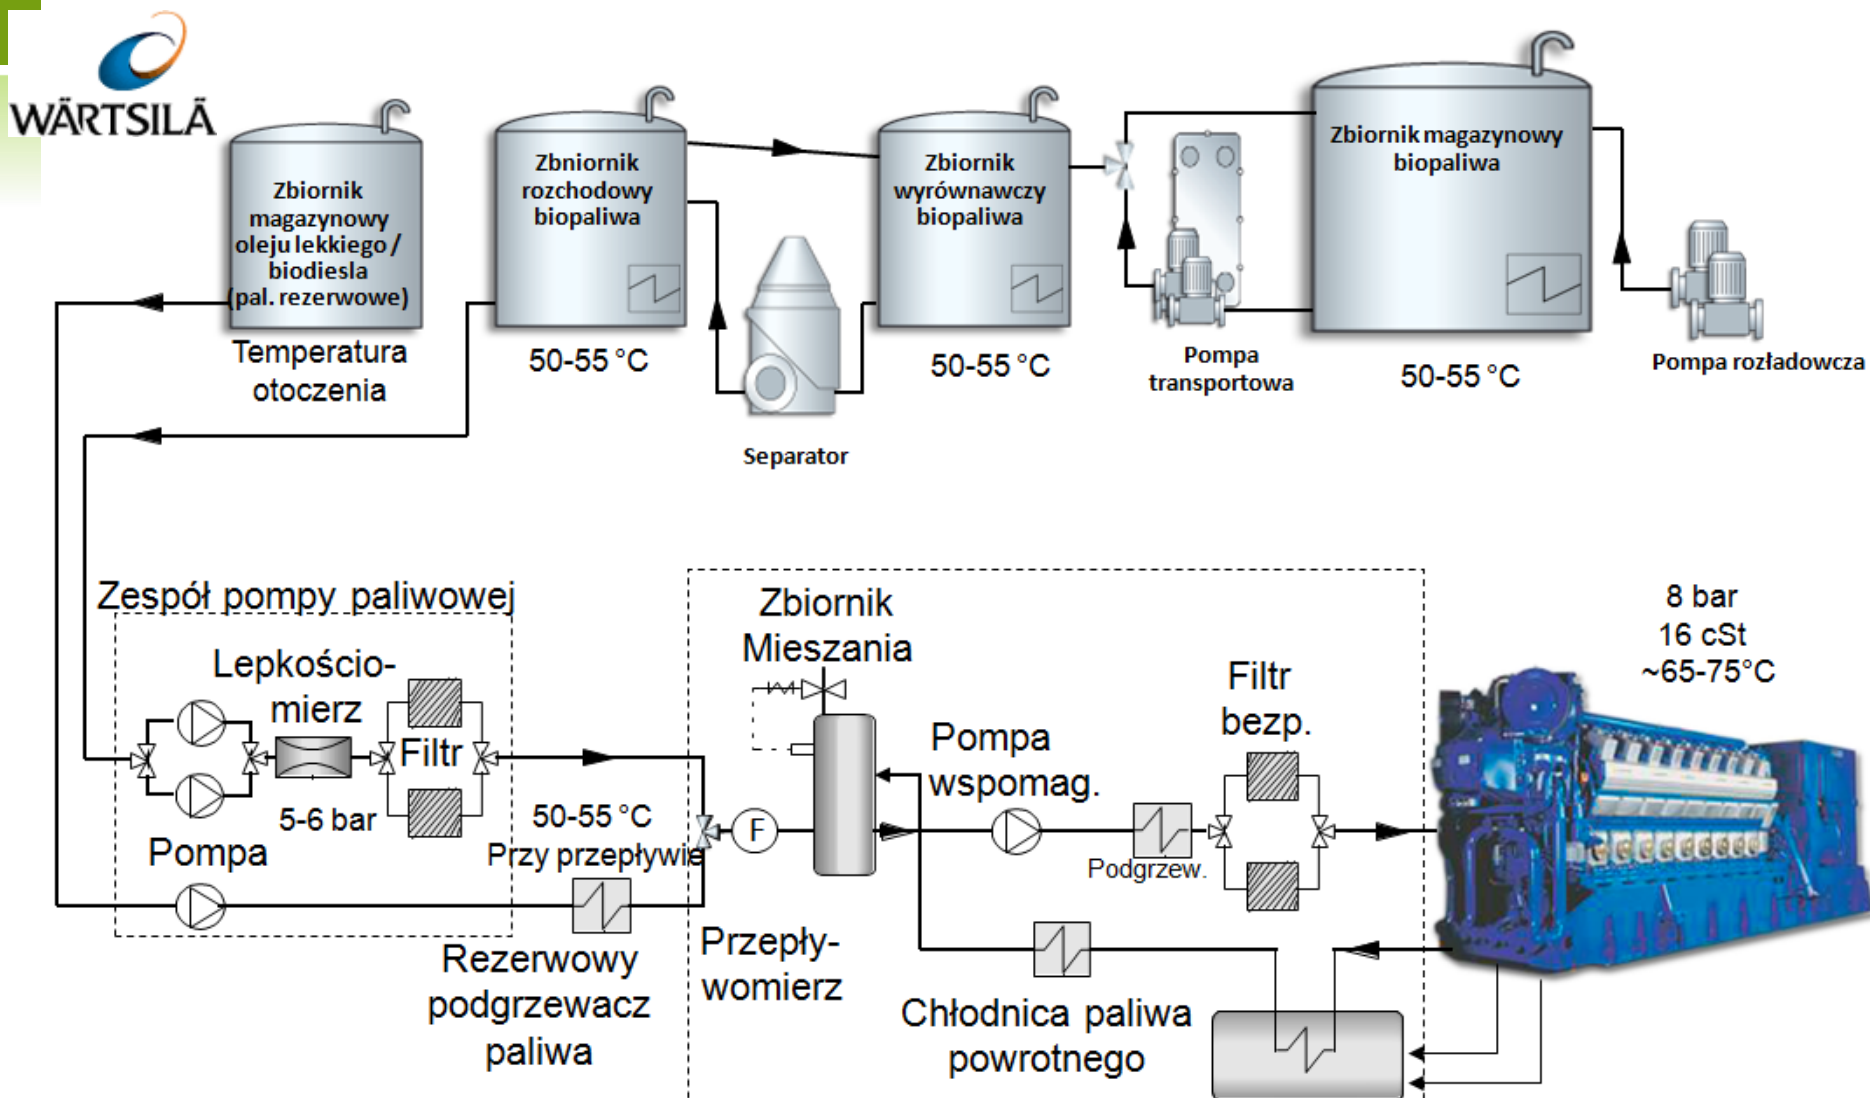 WÄRTSILÄ
Zbiornik
magazynowy
oleju lekkiego /
biodiesla
(pal. rezerwowe)
Temperatura
otoczenia
Zbniornik
rozchodowy
biopaliwa
50-55 °C
Separator
Zbiornik
wyrównawczy
biopaliwa
50-55 °C
Pompa
transportowa
Zbiornik magazynowy
biopaliwa
50-55 °C
Pompa rozładowcza
Zespół pompy paliwowej
Lepkościo-
mierz
Filtr
5-6 bar
Pompa
50-55 °C
Przy przepływie
Rezerwowy
podgrzewacz
paliwa
Zbiornik
Mieszania
F
Przepły-
womierz
Pompa
wspomag.
Podgrzew.
Filtr
bezp.
Chłodnica paliwa
powrotnego
8 bar
16 cSt
~65-75°C